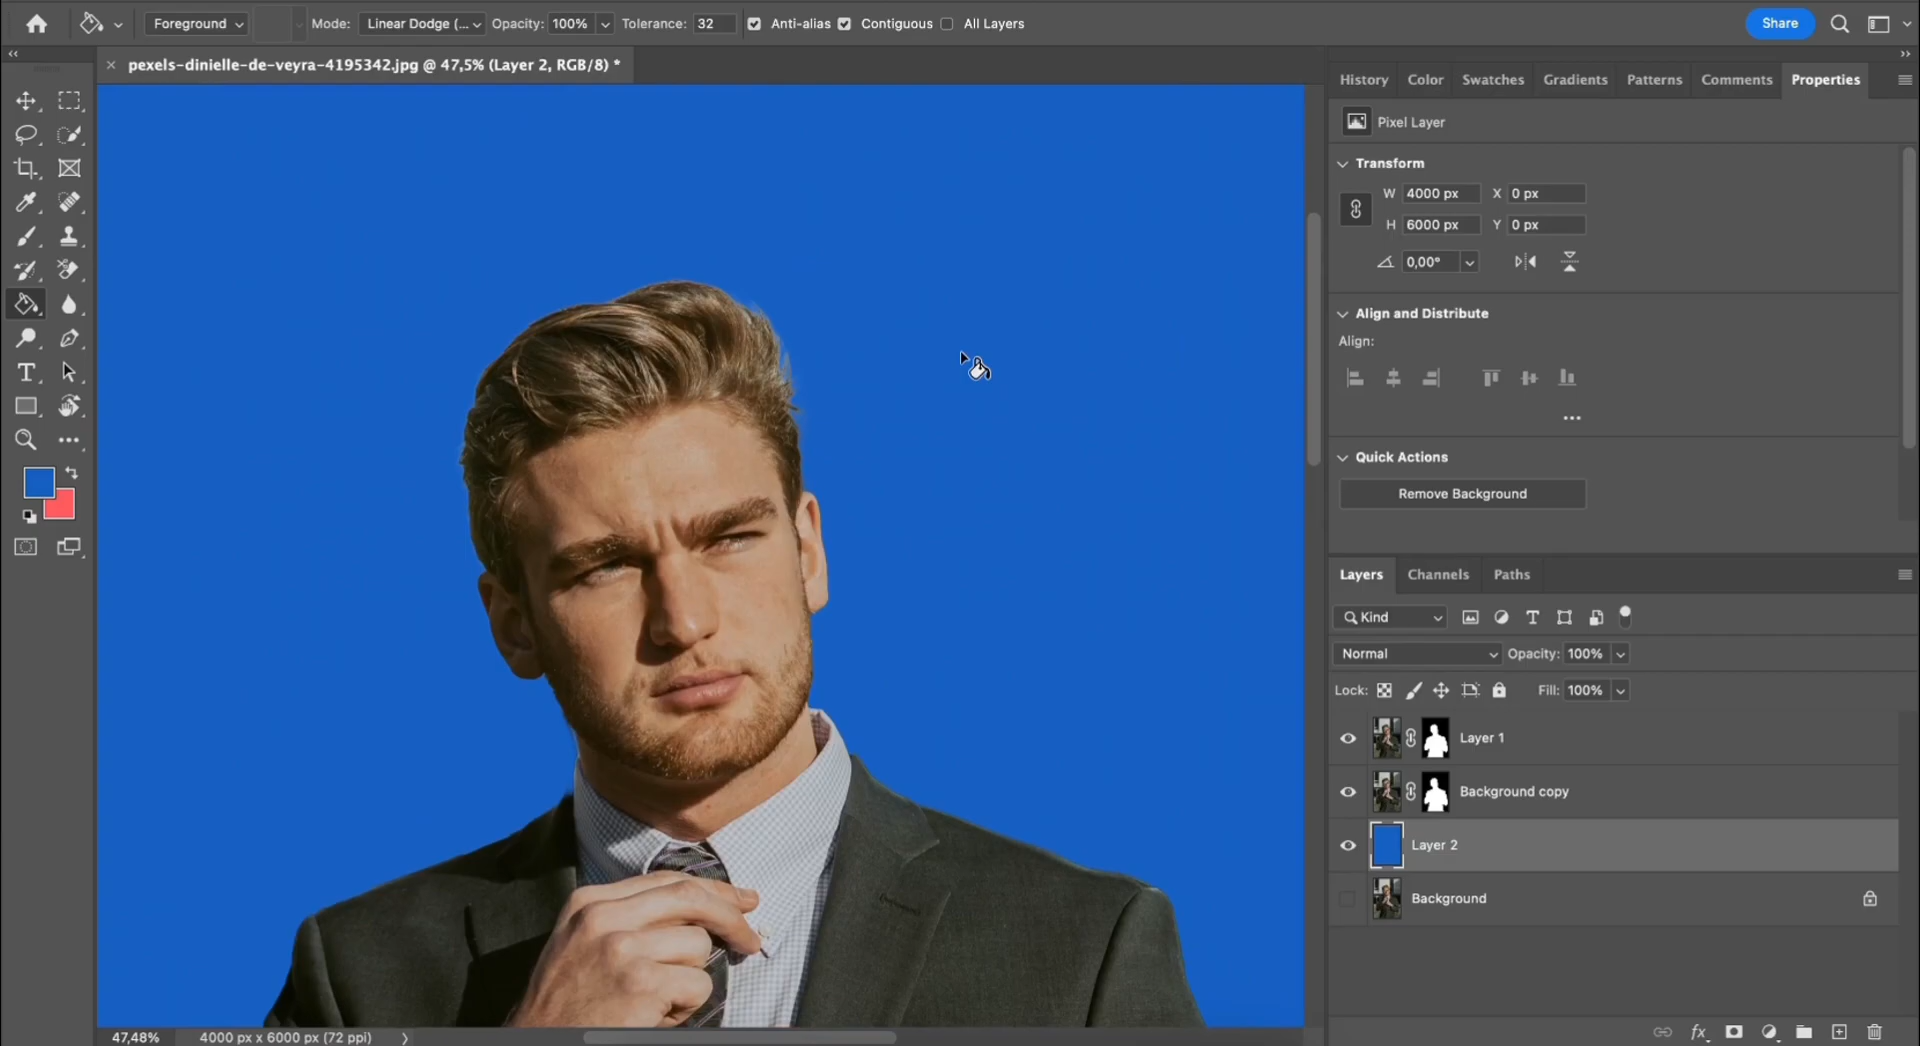 Foreground Mode: Linear Dodge (... Opacity: 100% Tolerance: 32 Anti-alias Contiguous All Layers Share
pexels-dinielle-de-veyra-4195342.jpg @ 47,5% (Layer 2, RGB/8) *
History Color Swatches Gradients Patterns Comments Properties
Pixel Layer
Transform
W 4000 px X 0 px
H 6000 px Y 0 px
0,00°
Align and Distribute
Align:
Quick Actions
Remove Background
Layers Channels Paths
Kind
Normal Opacity: 100%
Lock: Fill: 100%
Layer 1
Background copy
Layer 2
Background
47,48% 4000 px x 6000 px (72 ppi)